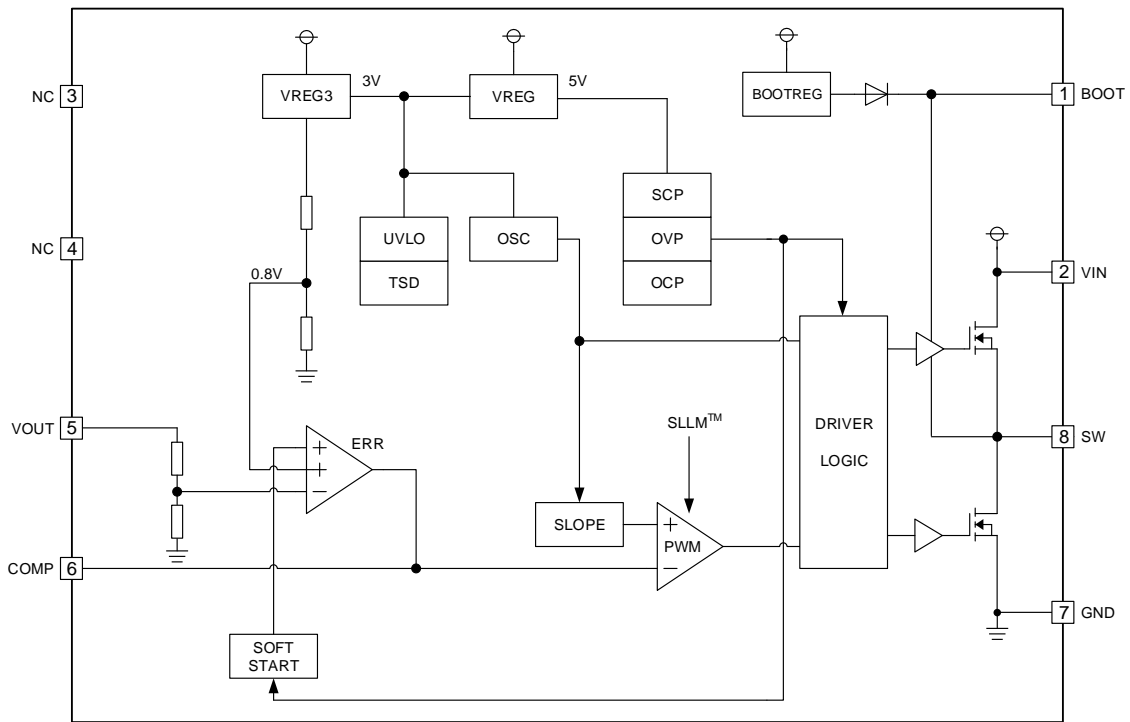 3V
5V
NC 3
VREG3
VREG
BOOTREG
1 BOOT
SCP
NC 4
UVLO
OSC
OVP
TSD
OCP
0.8V
2 VIN
VOUT 5
ERR
SLLM™
DRIVER
LOGIC
8 SW
+
+
−
SLOPE
+
PWM
−
COMP 6
7 GND
SOFT
START